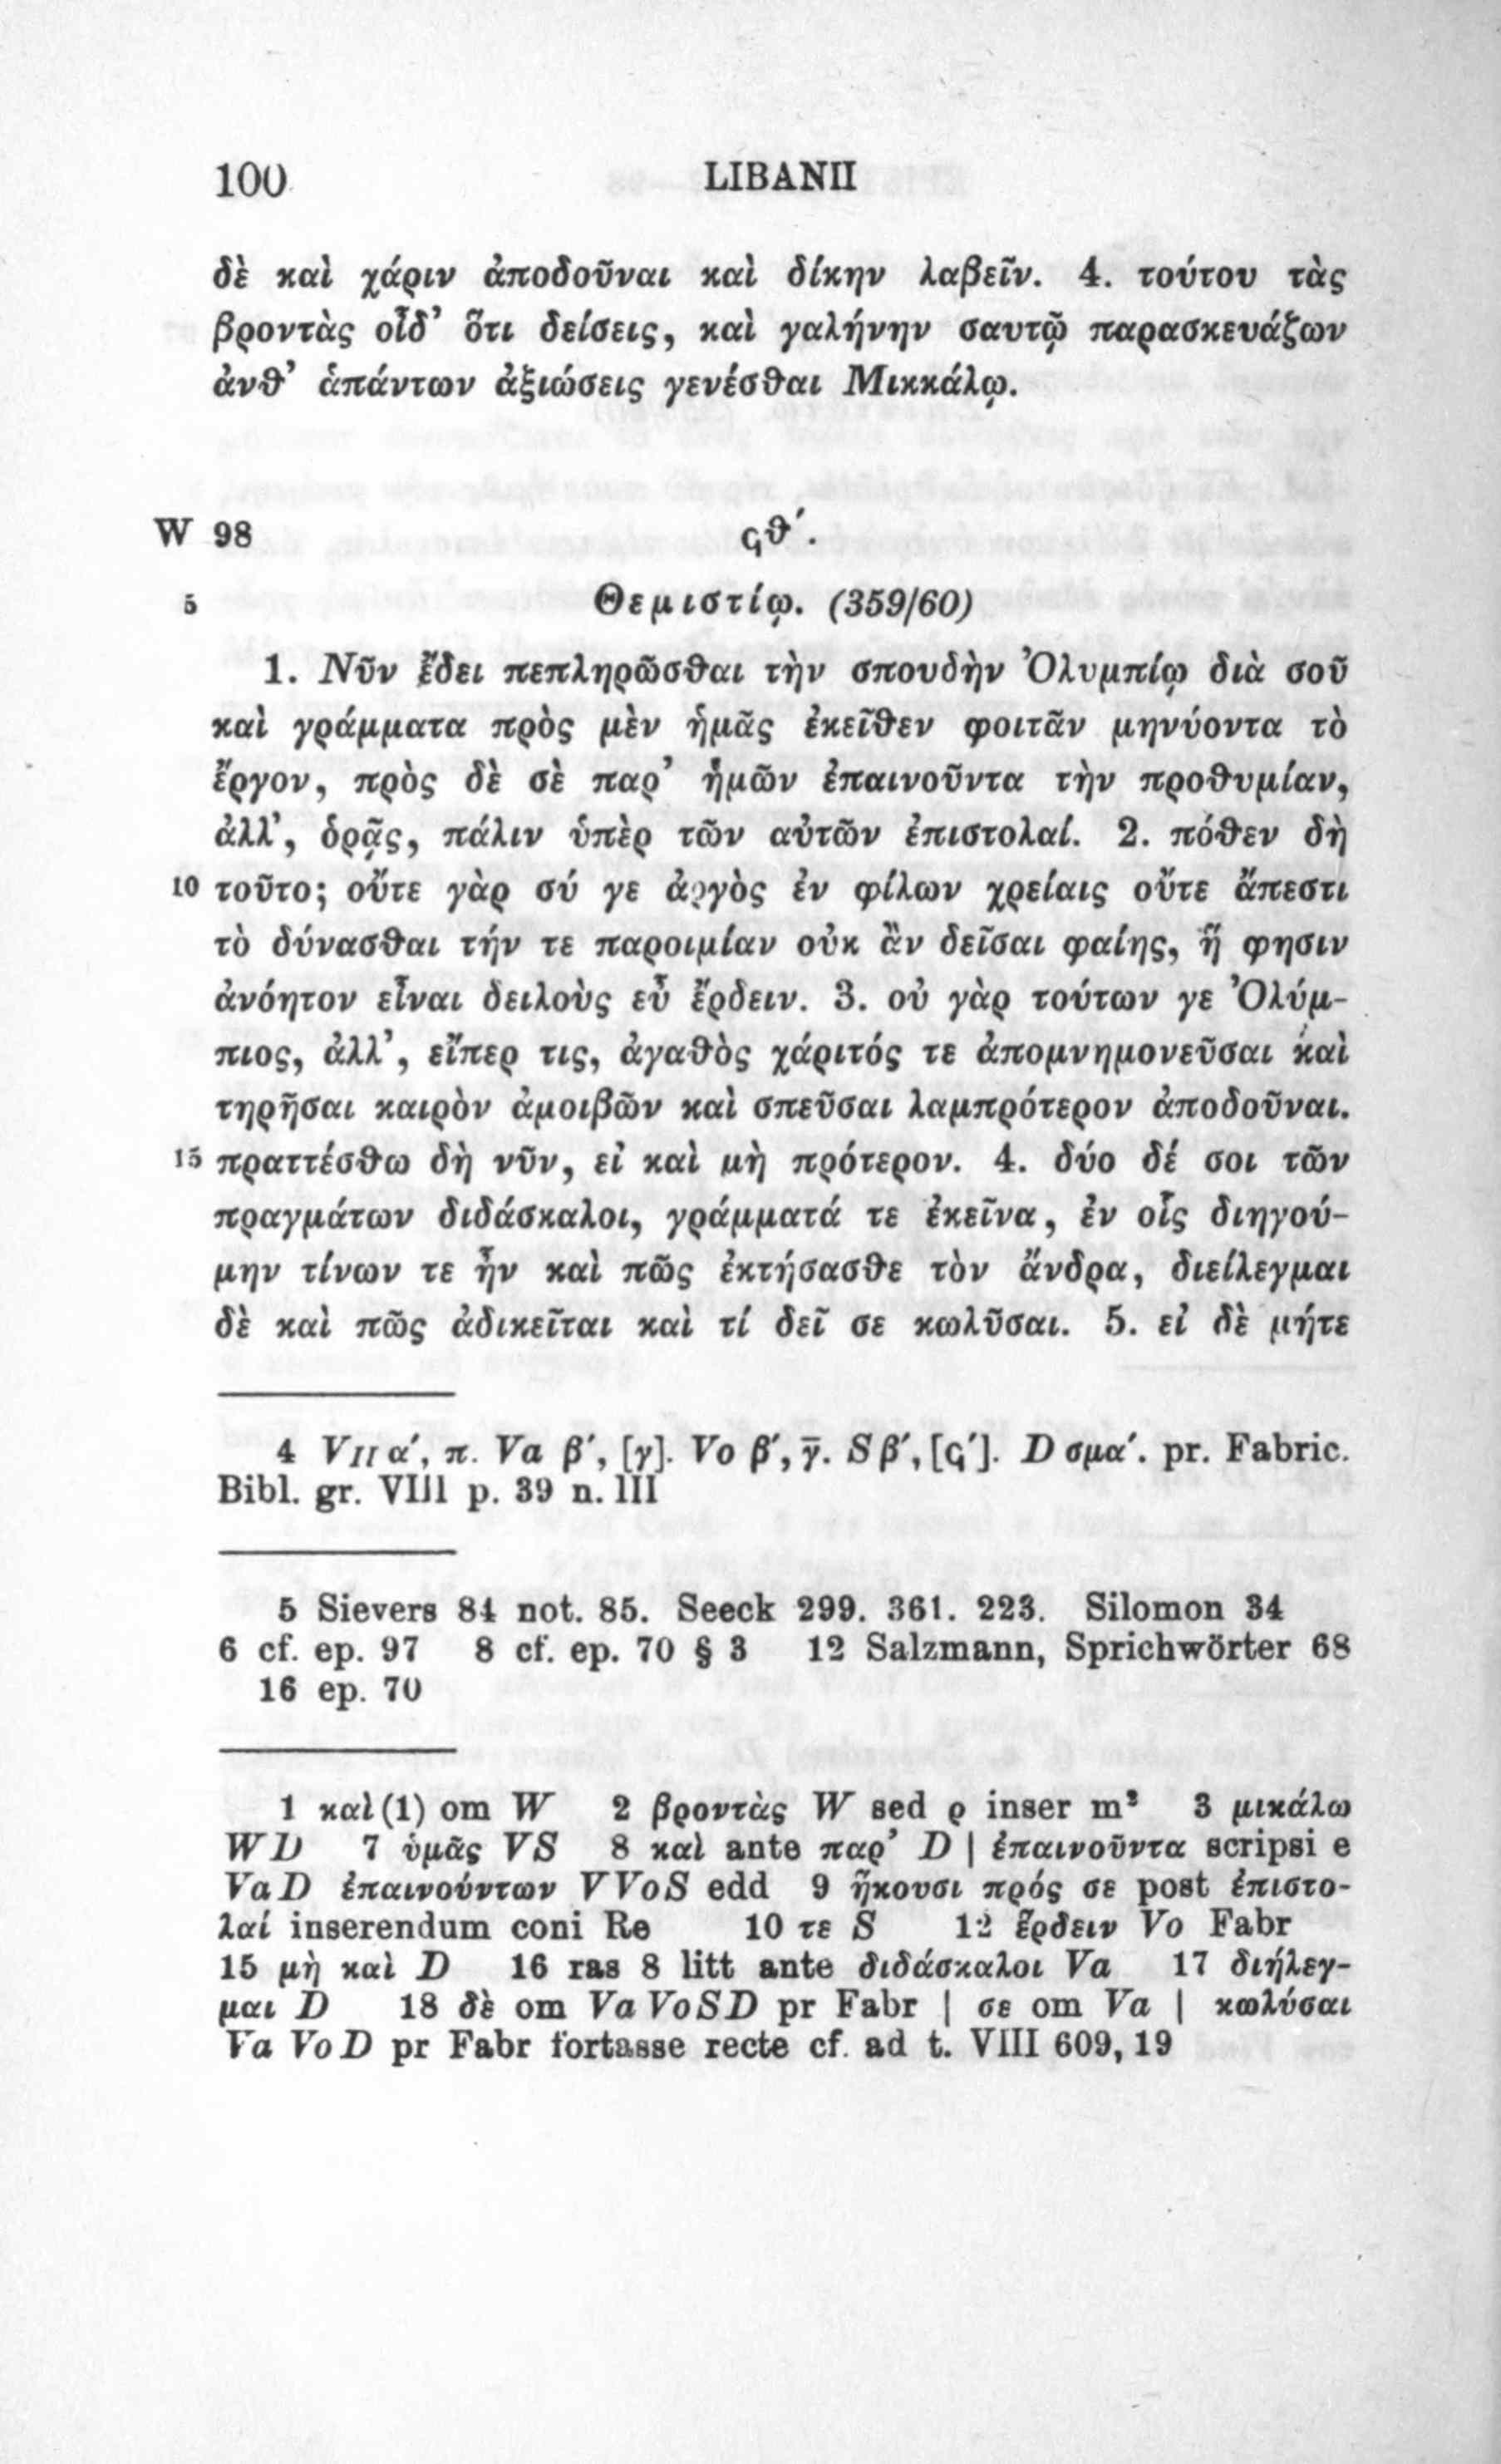 100 LIBANII
δὲ καὶ χάριν ἀποδοῦναι καὶ δίκην λαβεῖν. 4. τούτου τὰς
βροντὰς οἶδ’ ὅτι δείσεις, καὶ γαλήνην σαυτῷ παρασκευάζων
ἀνθ’ ἁπάντων ἀξιώσεις γενέσθαι Μικκάλῳ.
W 98 ϛθ΄.
5 Θεμιστίῳ. (359/60)
1. Νῦν ἔδει πεπληρῶσθαι τὴν σπουδὴν Ὀλυμπίῳ διὰ σοῦ
καὶ γράμματα πρὸς μὲν ἡμᾶς ἐκεῖθεν φοιτᾶν μηνύοντα τὸ
ἔργον, πρὸς δὲ σὲ παρ’ ἡμῶν ἐπαινοῦντα τὴν προθυμίαν,
ἀλλ’, ὁρᾷς, πάλιν ὑπὲρ τῶν αὐτῶν ἐπιστολαί. 2. πόθεν δὴ
10 τοῦτο; οὔτε γὰρ σύ γε ἀργὸς ἐν φίλων χρείαις οὔτε ἄπεστι
τὸ δύνασθαι τήν τε παροιμίαν οὐκ ἂν δεῖσαι φαίης, ἥ φησιν
ἀνόητον εἶναι δειλοὺς εὖ ἔρδειν. 3. οὐ γὰρ τούτων γε Ὀλύμ-
πιος, ἀλλ’, εἴπερ τις, ἀγαθὸς χάριτός τε ἀπομνημονεῦσαι καὶ
τηρῆσαι καιρὸν ἀμοιβῶν καὶ σπεῦσαι λαμπρότερον ἀποδοῦναι.
15 πραττέσθω δὴ νῦν, εἰ καὶ μὴ πρότερον. 4. δύο δέ σοι τῶν
πραγμάτων διδάσκαλοι, γράμματά τε ἐκεῖνα, ἐν οἷς διηγού-
μην τίνων τε ἦν καὶ πῶς ἐκτήσασθε τὸν ἄνδρα, διείλεγμαι
δὲ καὶ πῶς ἀδικεῖται καὶ τί δεῖ σε κωλῦσαι. 5. εἰ δὲ μήτε
4 VII α΄, π. Va β΄, [γ]. Vo β΄, γ̄. S β΄, [ϛ΄]. D σμα΄. pr. Fabric.
Bibl. gr. VIII p. 39 n. III
5 Sievers 84 not. 85. Seeck 299. 361. 223. Silomon 34
6 cf. ep. 97 8 cf. ep. 70 § 3 12 Salzmann, Sprichwörter 68
16 ep. 70
1 καὶ (1) om W 2 βροντὰς W sed ρ inser m² 3 μικάλω
WD 7 ὑμᾶς VS 8 καὶ ante παρ’ D | ἐπαινοῦντα scripsi e
VaD ἐπαινούντων VVoS edd 9 ἥκουσι πρός σε post ἐπιστο-
λαί inserendum coni Re 10 τε S 12 ἔρδειν Vo Fabr
15 μὴ καὶ D 16 ras 8 litt ante διδάσκαλοι Va 17 διήλεγ-
μαι D 18 δὲ om VaVoSD pr Fabr | σε om Va | κωλύσαι
Va VoD pr Fabr fortasse recte cf. ad t. VIII 609, 19